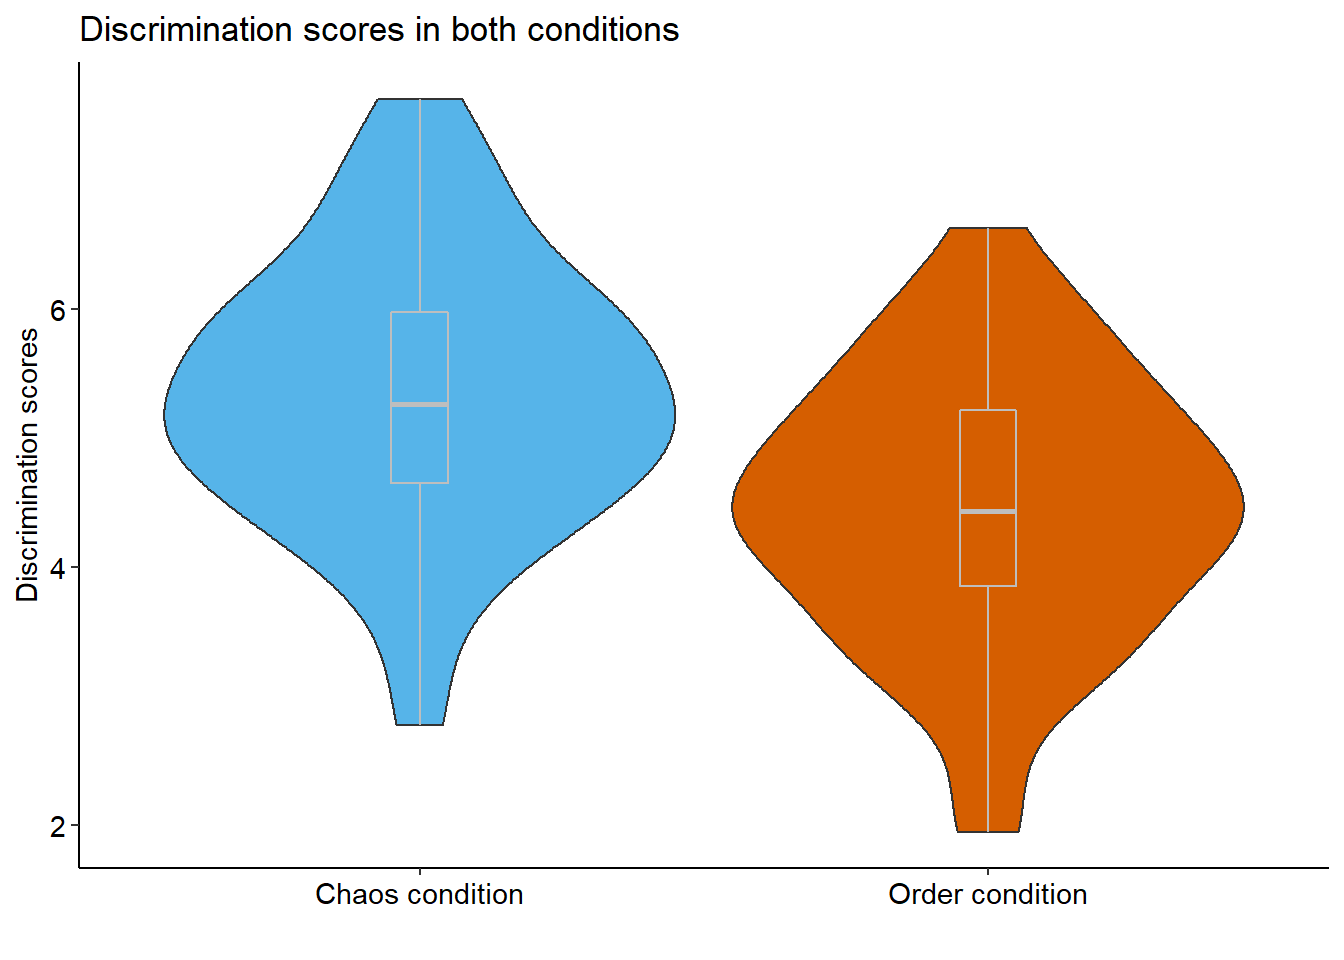 Discrimination scores in both conditions
Discrimination scores
6
4
2
Chaos condition
Order condition